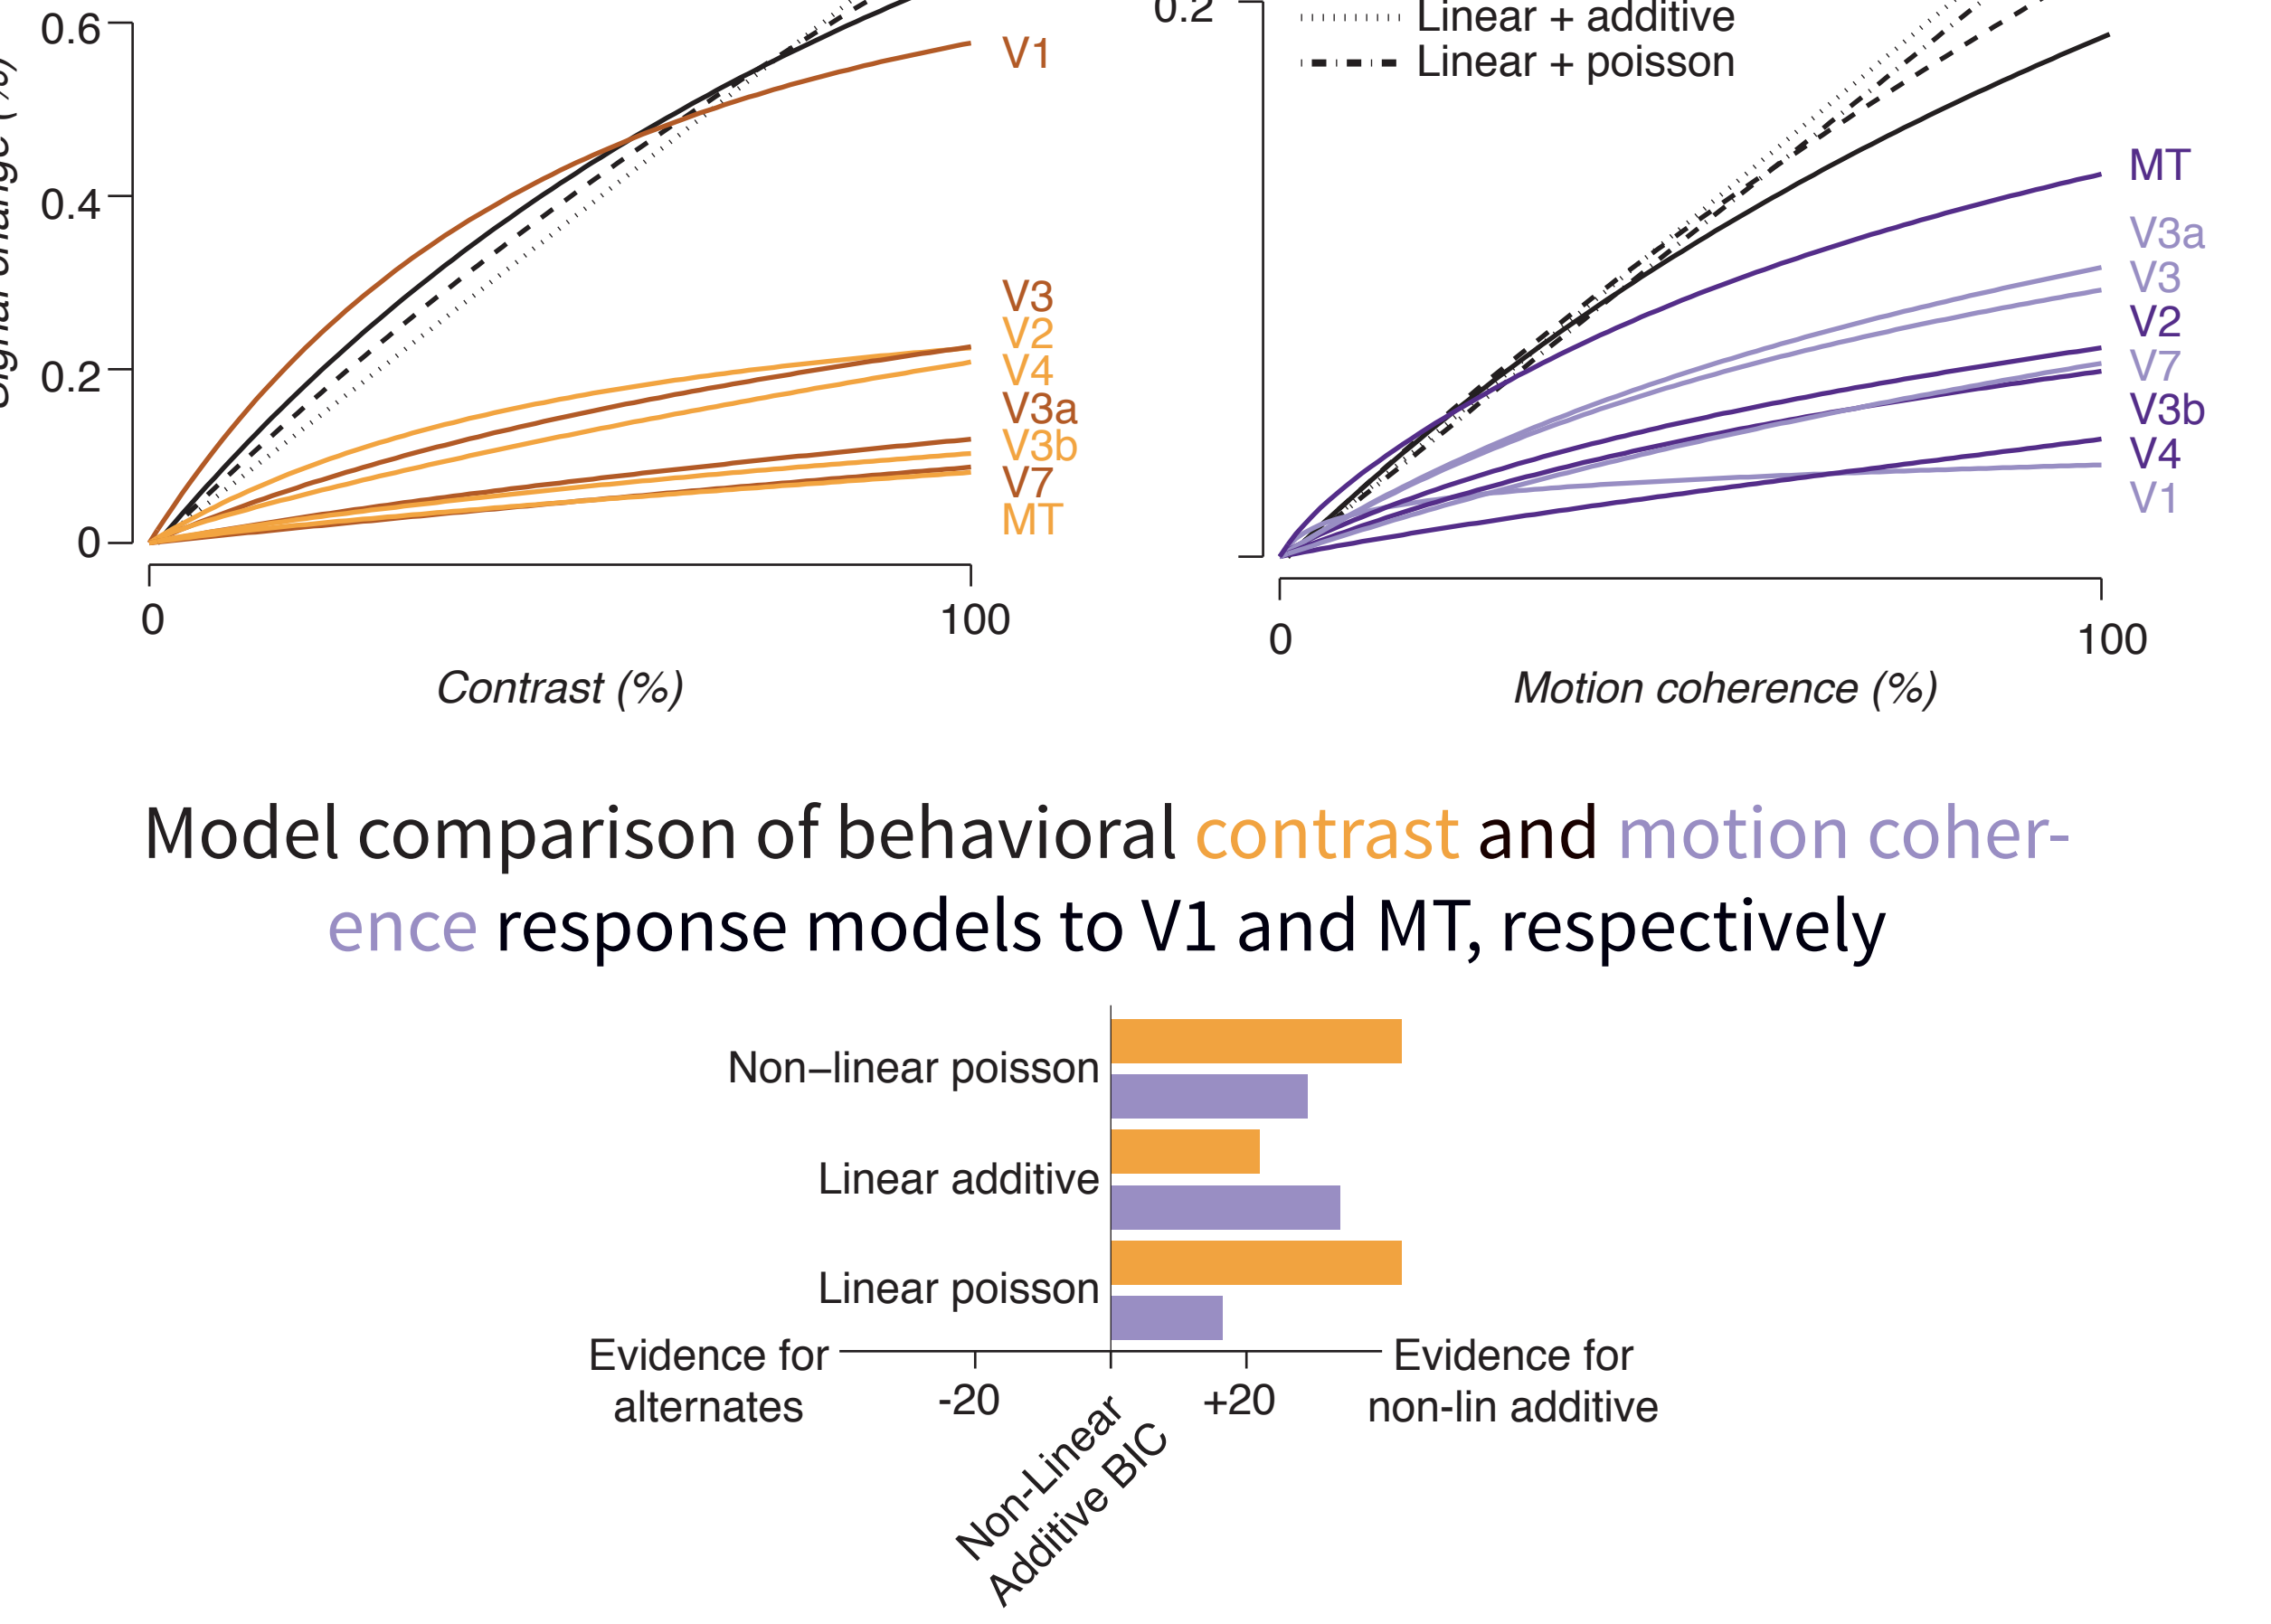 0.6
0.4
0.2
0
V1
V3
V2
V4
V3a
V3b
V7
MT
0
100
Contrast (%)
0.2
Linear + additive
Linear + poisson
MT
V3a
V3
V2
V7
V3b
V4
V1
0
100
Motion coherence (%)
Model comparison of behavioral contrast and motion coher-
ence response models to V1 and MT, respectively
Non–linear poisson
Linear additive
Linear poisson
Evidence for
alternates
-20
Non-Linear
Additive BIC
+20
Evidence for
non-lin additive